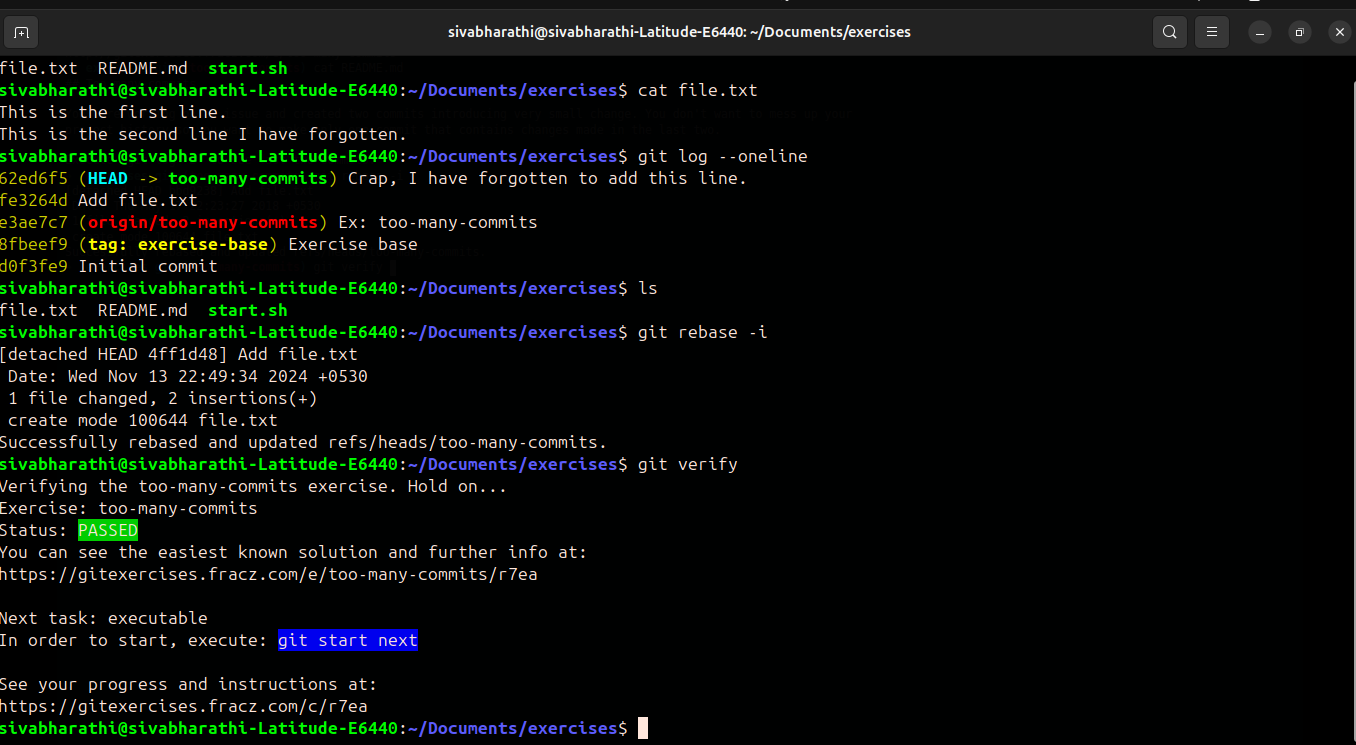 sivabharathi@sivabharathi-Latitude-E6440: ~/Documents/exercises
file.txt  README.md  start.sh
sivabharathi@sivabharathi-Latitude-E6440:~/Documents/exercises$ cat file.txt
This is the first line.
This is the second line I have forgotten.
sivabharathi@sivabharathi-Latitude-E6440:~/Documents/exercises$ git log --oneline
62ed6f5 (HEAD -> too-many-commits) Crap, I have forgotten to add this line.
fe3264d Add file.txt
e3ae7c7 (origin/too-many-commits) Ex: too-many-commits
8fbeef9 (tag: exercise-base) Exercise base
d0f3fe9 Initial commit
sivabharathi@sivabharathi-Latitude-E6440:~/Documents/exercises$ ls
file.txt  README.md  start.sh
sivabharathi@sivabharathi-Latitude-E6440:~/Documents/exercises$ git rebase -i
[detached HEAD 4ff1d48] Add file.txt
 Date: Wed Nov 13 22:49:34 2024 +0530
 1 file changed, 2 insertions(+)
 create mode 100644 file.txt
Successfully rebased and updated refs/heads/too-many-commits.
sivabharathi@sivabharathi-Latitude-E6440:~/Documents/exercises$ git verify
Verifying the too-many-commits exercise. Hold on...
Exercise: too-many-commits
Status: PASSED
You can see the easiest known solution and further info at:
https://gitexercises.fracz.com/e/too-many-commits/r7ea
Next task: executable
In order to start, execute: git start next
See your progress and instructions at:
https://gitexercises.fracz.com/c/r7ea
sivabharathi@sivabharathi-Latitude-E6440:~/Documents/exercises$